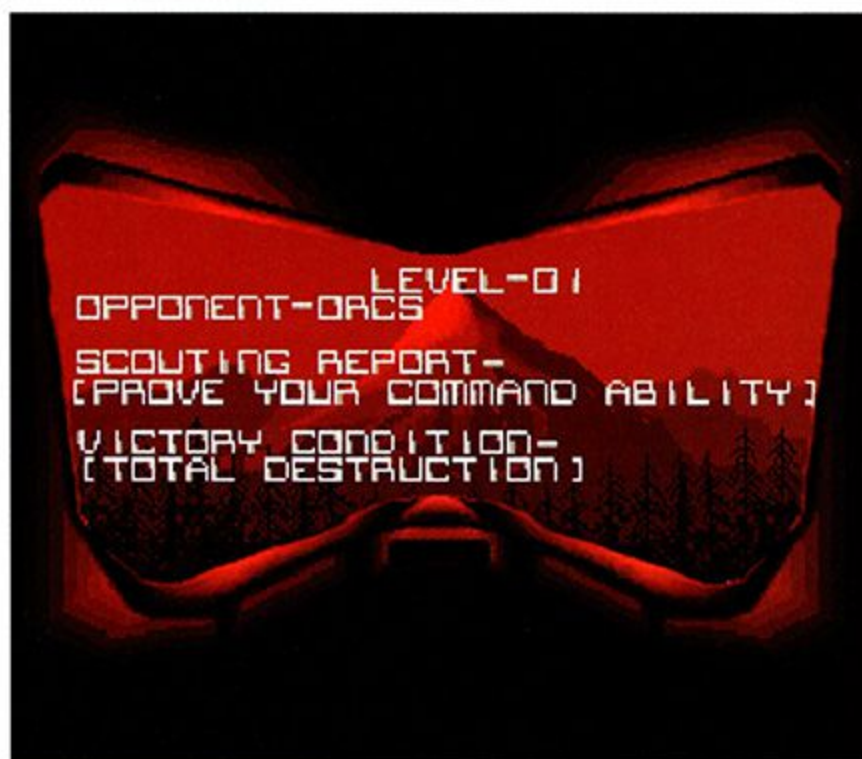 LEVEL-01
OPPONENT-ORCS
SCOUTING REPORT-
[PROVE YOUR COMMAND ABILITY]
VICTORY CONDITION-
[TOTAL DESTRUCTION]